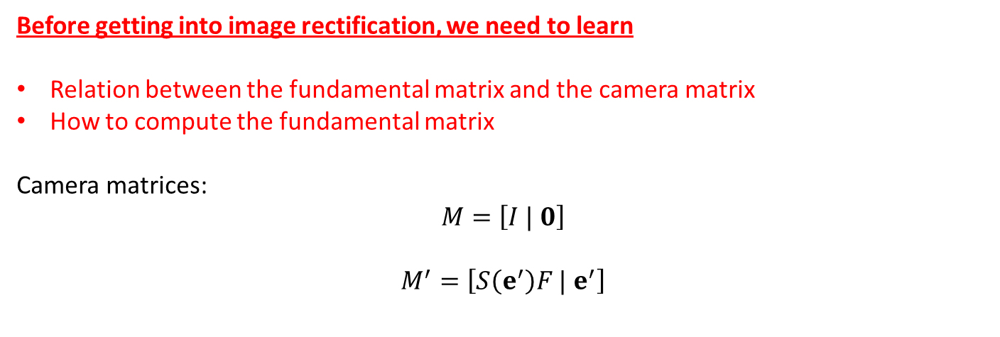 Before getting into image rectification, we need to learn
• Relation between the fundamental matrix and the camera matrix
• How to compute the fundamental matrix
Camera matrices:
𝑀 = [𝐼 | 𝟎]
𝑀′ = [𝑆(𝐞′)𝐹 | 𝐞′]